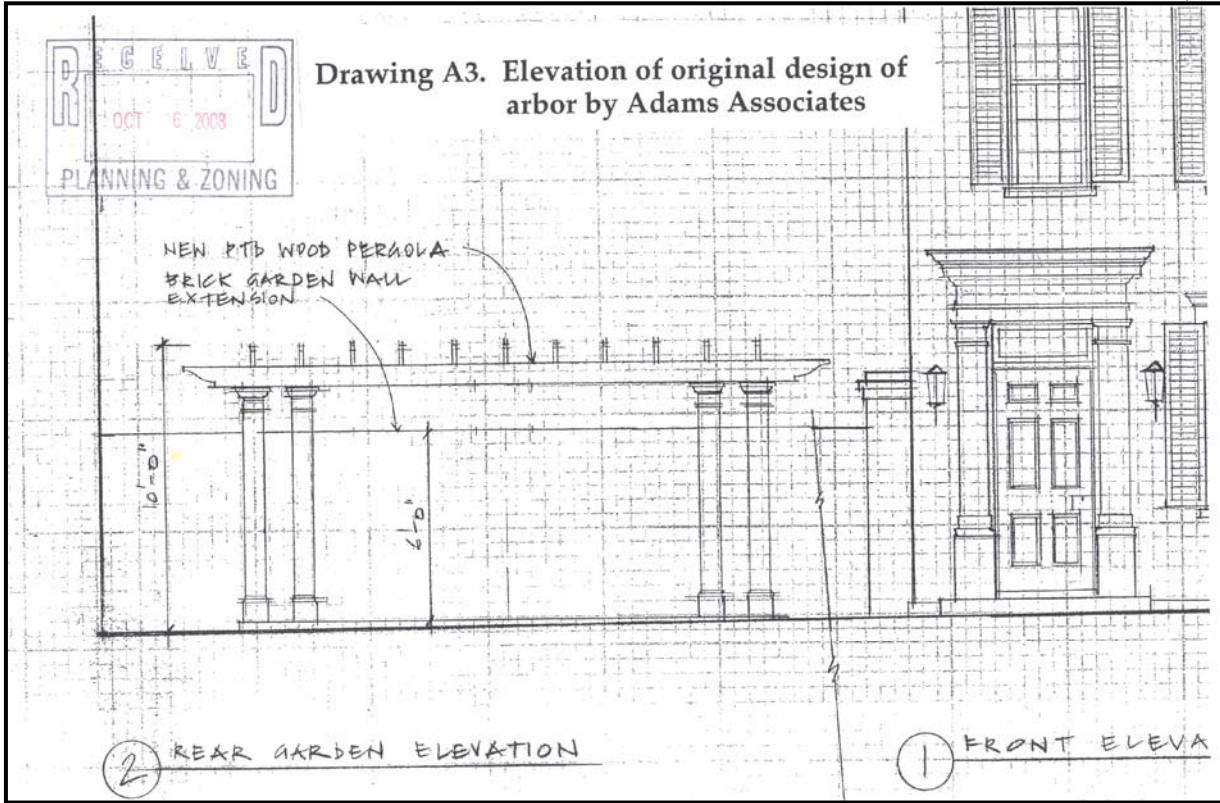 RECEIVED
OCT 6 2008
PLANNING & ZONING
Drawing A3. Elevation of original design of
arbor by Adams Associates
NEW PTD WOOD PERGOLA
BRICK GARDEN WALL
EXTENSION
10'-0"
6'-0"
2 REAR GARDEN ELEVATION
1 FRONT ELEVA